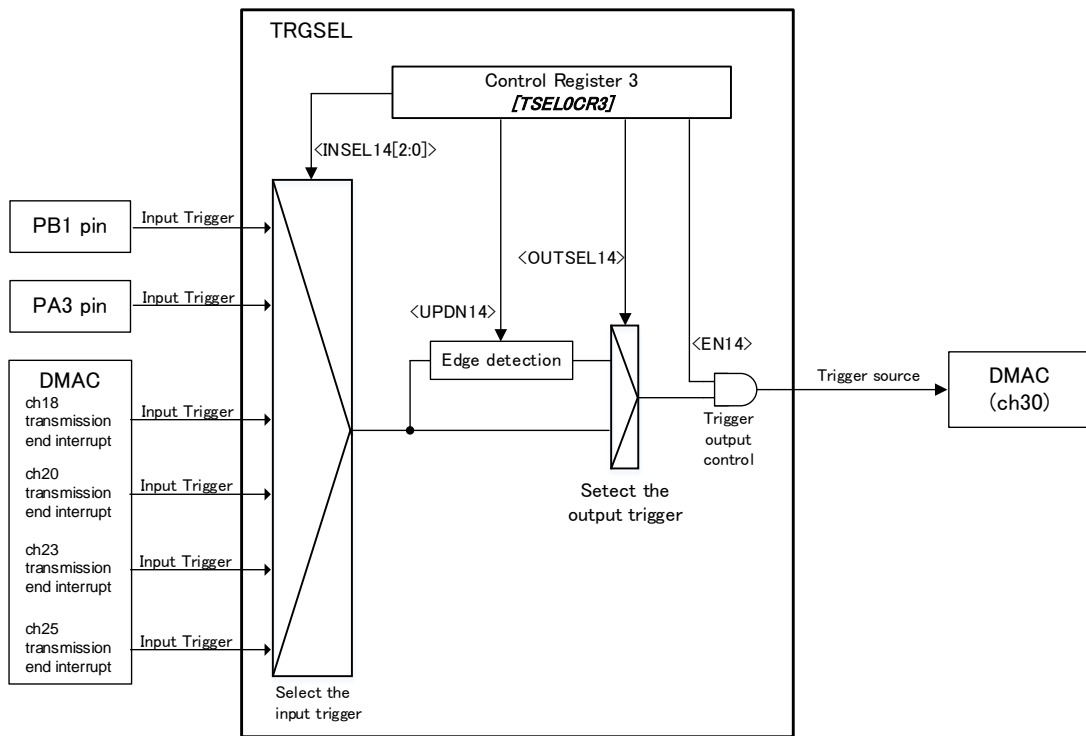 TRGSEL
Control Register 3
[TSEL0CR3]
<INSEL14[2:0]>
PB1 pin
Input Trigger
<OUTSEL14>
PA3 pin
Input Trigger
<UPDN14>
<EN14>
Edge detection
Trigger source
DMAC
(ch30)
Trigger
output
control
DMAC
ch18
transmission
end interrupt
Input Trigger
ch20
transmission
end interrupt
Input Trigger
Select the
output trigger
ch23
transmission
end interrupt
Input Trigger
ch25
transmission
end interrupt
Input Trigger
Select the
input trigger